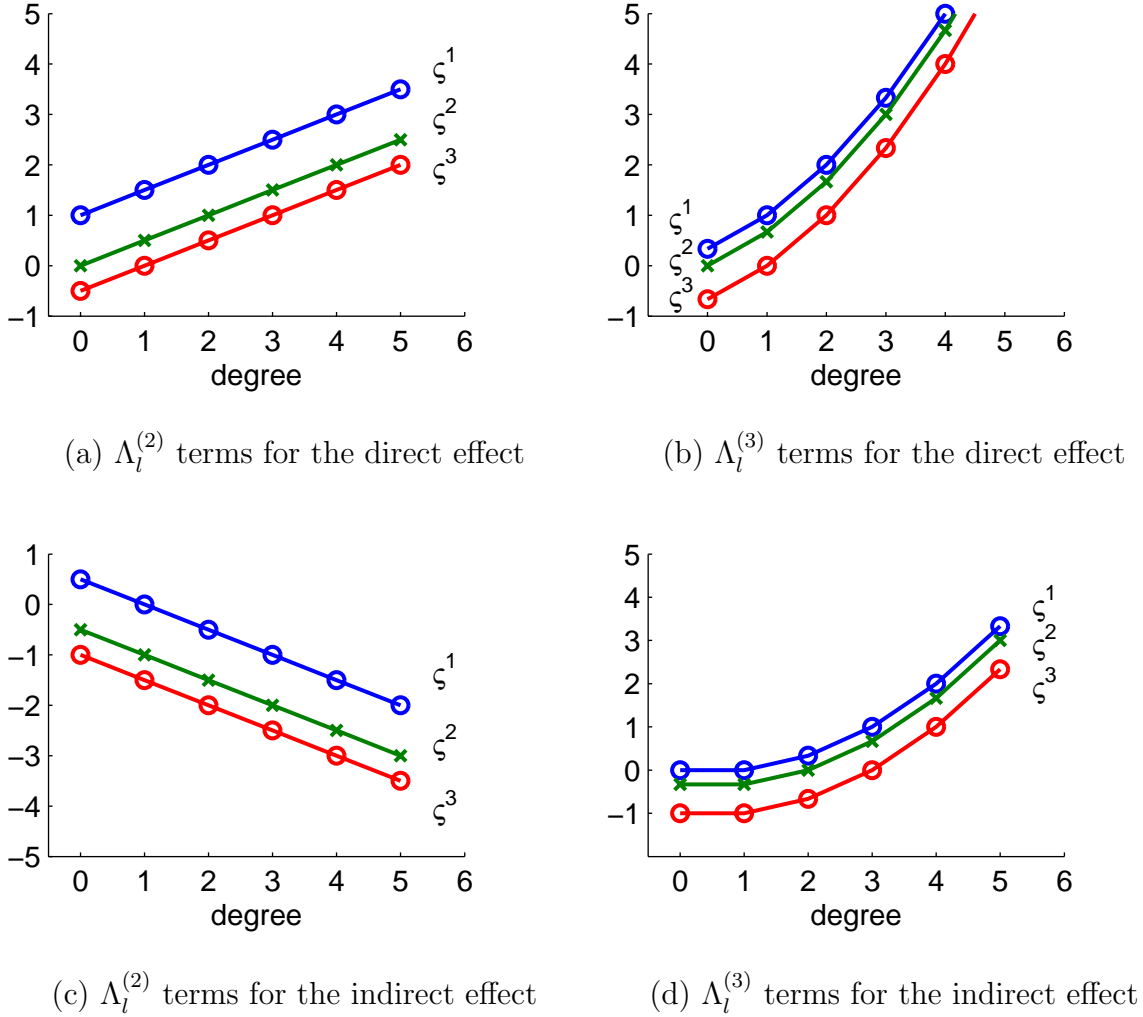 5
4
3
2
1
0
−1
0 1 2 3 4 5 6
degree
ς¹
ς²
ς³
(a) Λ_l^(2) terms for the direct effect
5
4
3
2
1
0
−1
0 1 2 3 4 5 6
degree
ς¹
ς²
ς³
(b) Λ_l^(3) terms for the direct effect
1
0
−1
−2
−3
−4
−5
0 1 2 3 4 5 6
degree
ς¹
ς²
ς³
(c) Λ_l^(2) terms for the indirect effect
5
4
3
2
1
0
−1
0 1 2 3 4 5 6
degree
ς¹
ς²
ς³
(d) Λ_l^(3) terms for the indirect effect